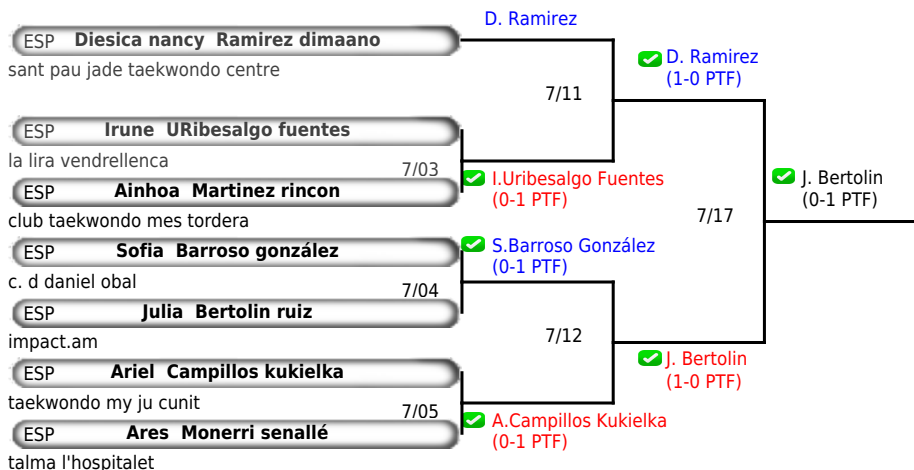 D. Ramirez
ESP Diesica nancy Ramirez dimaano
sant pau jade taekwondo centre
D. Ramirez
(1-0 PTF)
7/11
ESP Irune URibesalgo fuentes
la lira vendrellenca
7/03
I.Uribesalgo Fuentes
(0-1 PTF)
ESP Ainhoa Martinez rincon
club taekwondo mes tordera
J. Bertolin
(0-1 PTF)
7/17
ESP Sofia Barroso gonzález
S.Barroso González
(0-1 PTF)
c. d daniel obal
7/04
ESP Julia Bertolin ruiz
impact.am
7/12
J. Bertolin
(1-0 PTF)
ESP Ariel Campillos kukielka
taekwondo my ju cunit
7/05
A.Campillos Kukielka
(0-1 PTF)
ESP Ares Monerri senallé
talma l'hospitalet